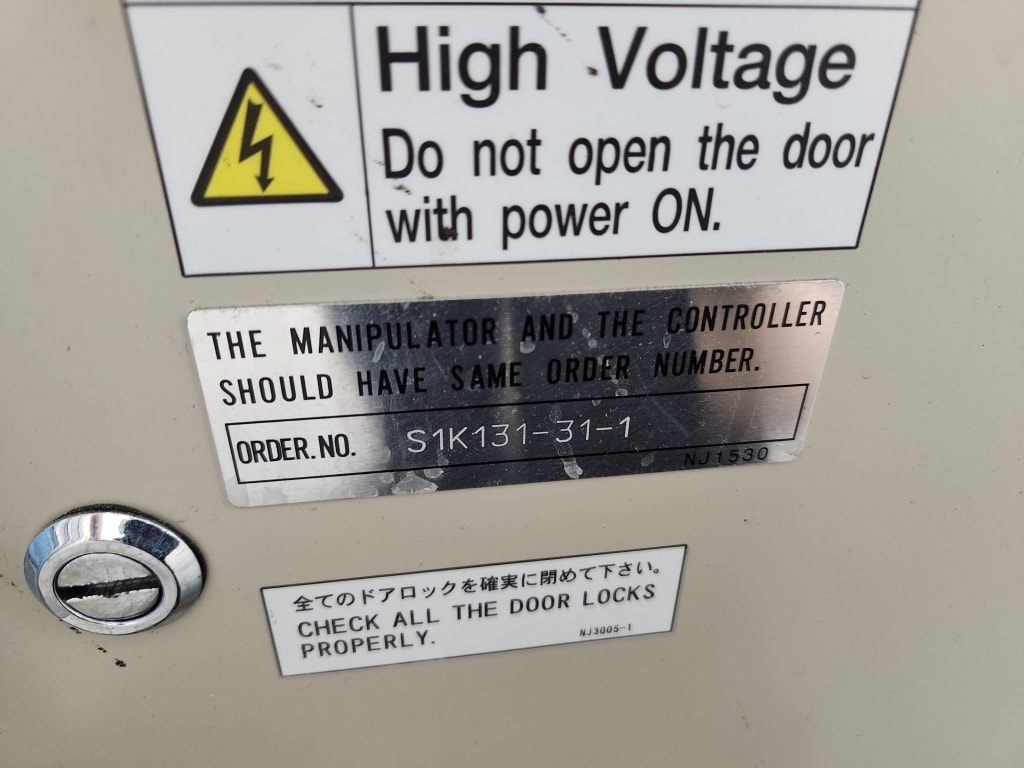 High Voltage
Do not open the door
with power ON.
THE MANIPULATOR AND THE CONTROLLER
SHOULD HAVE SAME ORDER NUMBER.
ORDER.NO. S1K131-31-1
NJ1530
全てのドアロックを確実に閉めて下さい。
CHECK ALL THE DOOR LOCKS
PROPERLY.
NJ3005-1